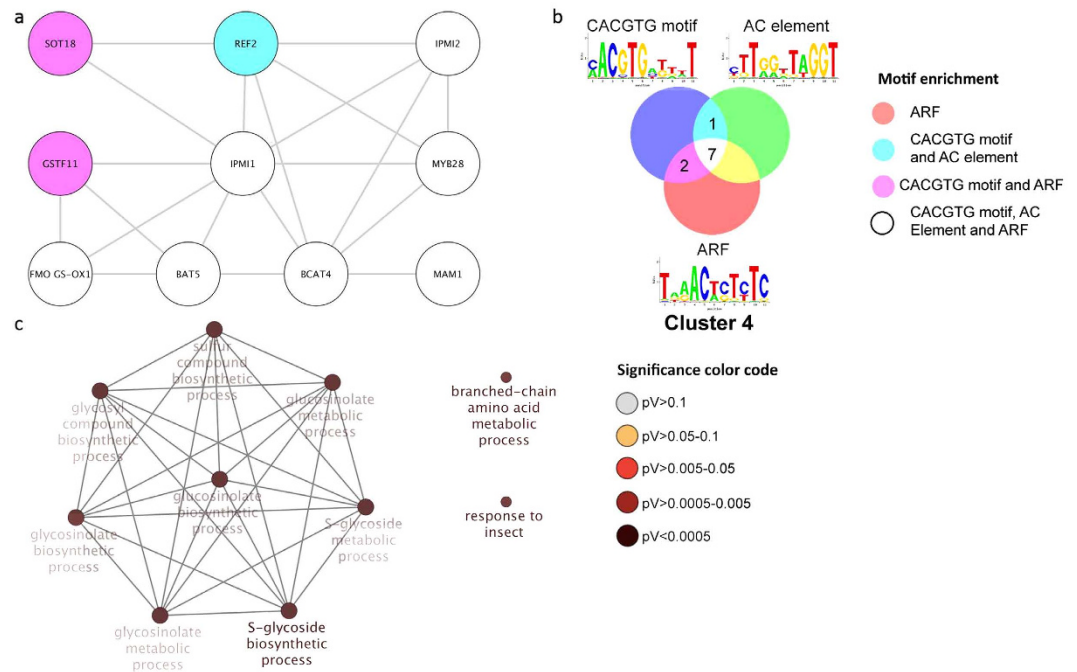 a
SOT18
REF2
IPMI2
GSTF11
IPMI1
MYB28
FMO GS-OX1
BAT5
BCAT4
MAM1
b
CACGTG motif
AC element
1
2
7
ARF
Cluster 4
Motif enrichment
ARF
CACGTG motif
and AC element
CACGTG motif and ARF
CACGTG motif, AC
Element and ARF
c
sulfur
compound
biosynthetic
process
glycosyl
compound
biosynthetic
process
glucosinolate
metabolic
process
glucosinolate
biosynthetic
process
glycosinolate
biosynthetic
process
S-glycoside
metabolic
process
glycosinolate
metabolic
process
S-glycoside
biosynthetic
process
branched-chain
amino acid
metabolic
process
response to
insect
Significance color code
pV>0.1
pV>0.05-0.1
pV>0.005-0.05
pV>0.0005-0.005
pV<0.0005